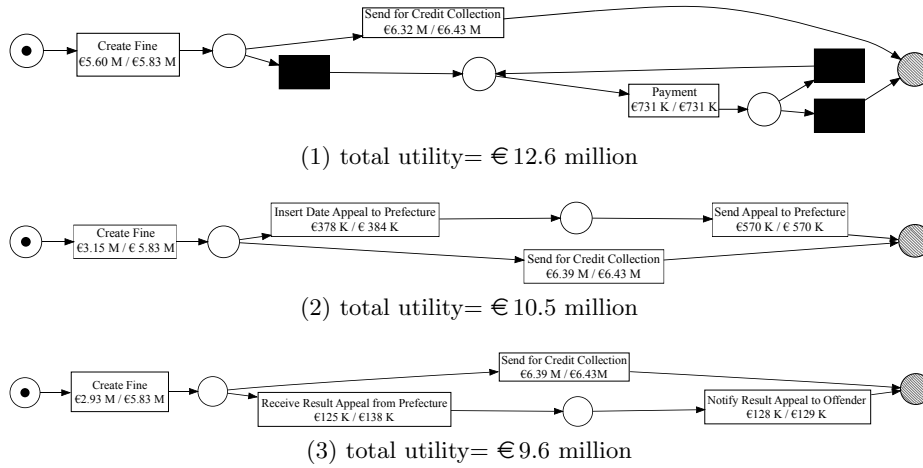 Send for Credit Collection
€6.32 M / €6.43 M
Create Fine
€5.60 M / €5.83 M
Payment
€731 K / €731 K
(1) total utility= €12.6 million
Insert Date Appeal to Prefecture
€378 K / € 384 K
Send Appeal to Prefecture
€570 K / € 570 K
Create Fine
€3.15 M / € 5.83 M
Send for Credit Collection
€6.39 M / €6.43 M
(2) total utility= €10.5 million
Send for Credit Collection
€6.39 M / €6.43M
Create Fine
€2.93 M / €5.83 M
Receive Result Appeal from Prefecture
€125 K / €138 K
Notify Result Appeal to Offender
€128 K / €129 K
(3) total utility= €9.6 million